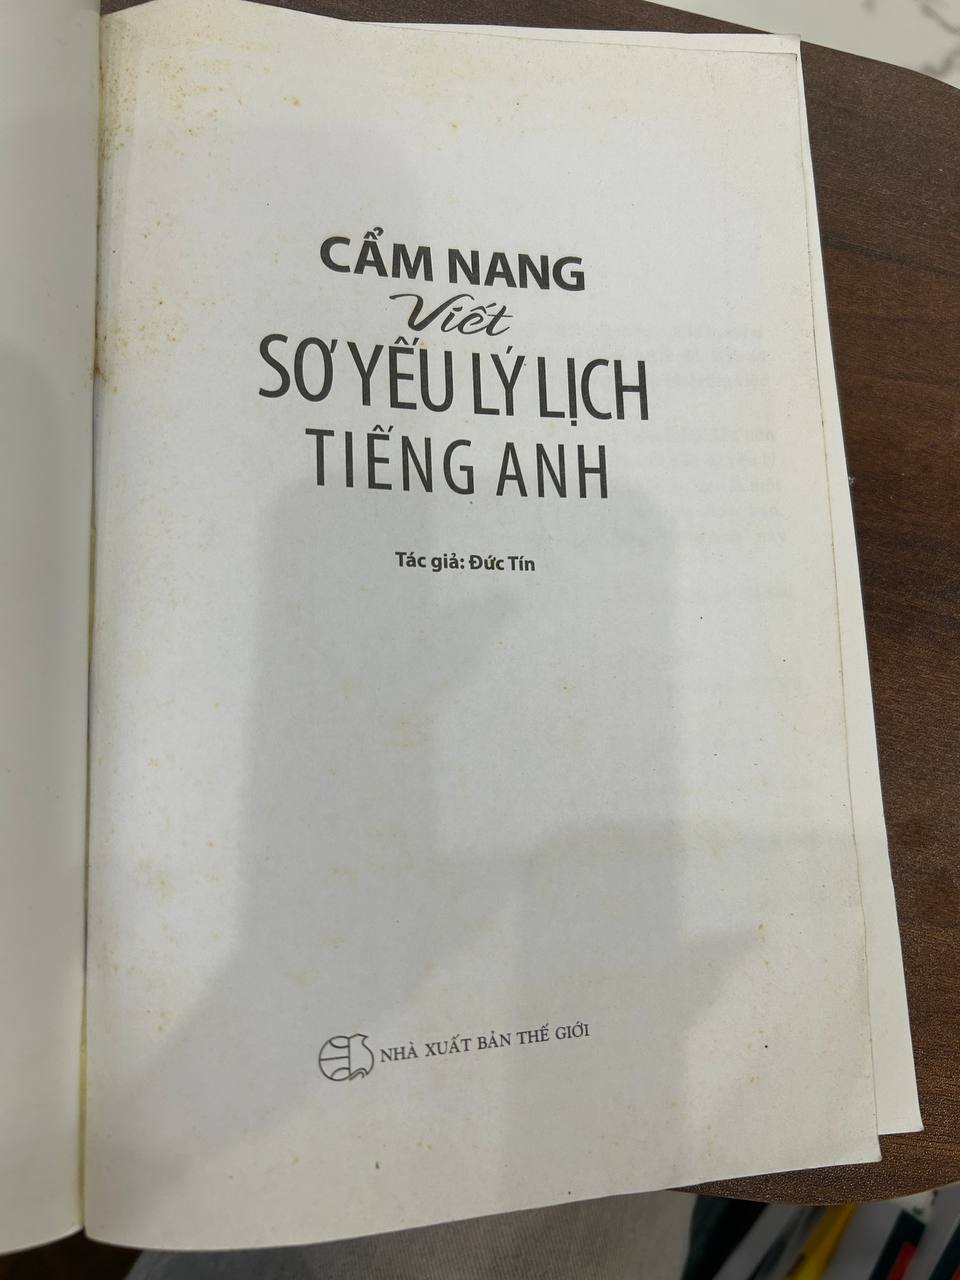 CẨM NANG
Viết
SƠ YẾU LÝ LỊCH
TIẾNG ANH
Tác giả: Đức Tín
NHÀ XUẤT BẢN THẾ GIỚI